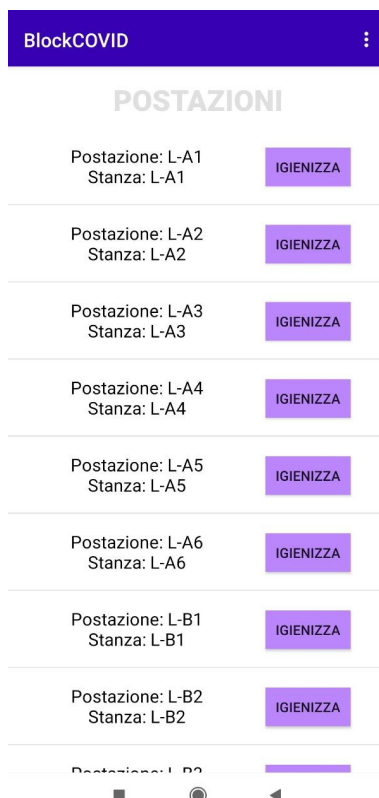 BlockCOVID
POSTAZIONI
Postazione: L-A1
Stanza: L-A1
IGIENIZZA
Postazione: L-A2
Stanza: L-A2
IGIENIZZA
Postazione: L-A3
Stanza: L-A3
IGIENIZZA
Postazione: L-A4
Stanza: L-A4
IGIENIZZA
Postazione: L-A5
Stanza: L-A5
IGIENIZZA
Postazione: L-A6
Stanza: L-A6
IGIENIZZA
Postazione: L-B1
Stanza: L-B1
IGIENIZZA
Postazione: L-B2
Stanza: L-B2
IGIENIZZA